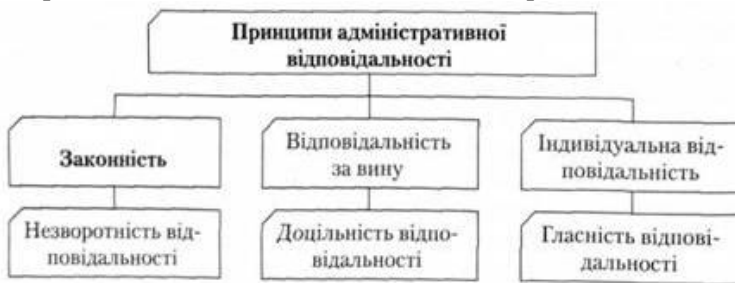 Принципи адміністративної
відповідальності
Законність
Відповідальність
за вину
Індивідуальна від-
повідальність
Незворотність від-
повідальності
Доцільність відпо-
відальності
Гласність відпові-
дальності